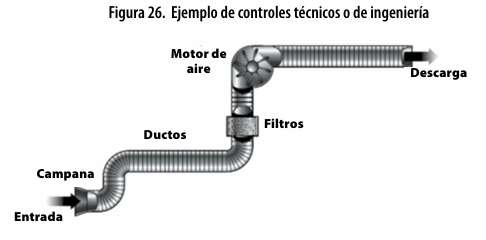 Figura 26. Ejemplo de controles técnicos o de ingeniería
Motor de
aire
Descarga
Filtros
Ductos
Campana
Entrada